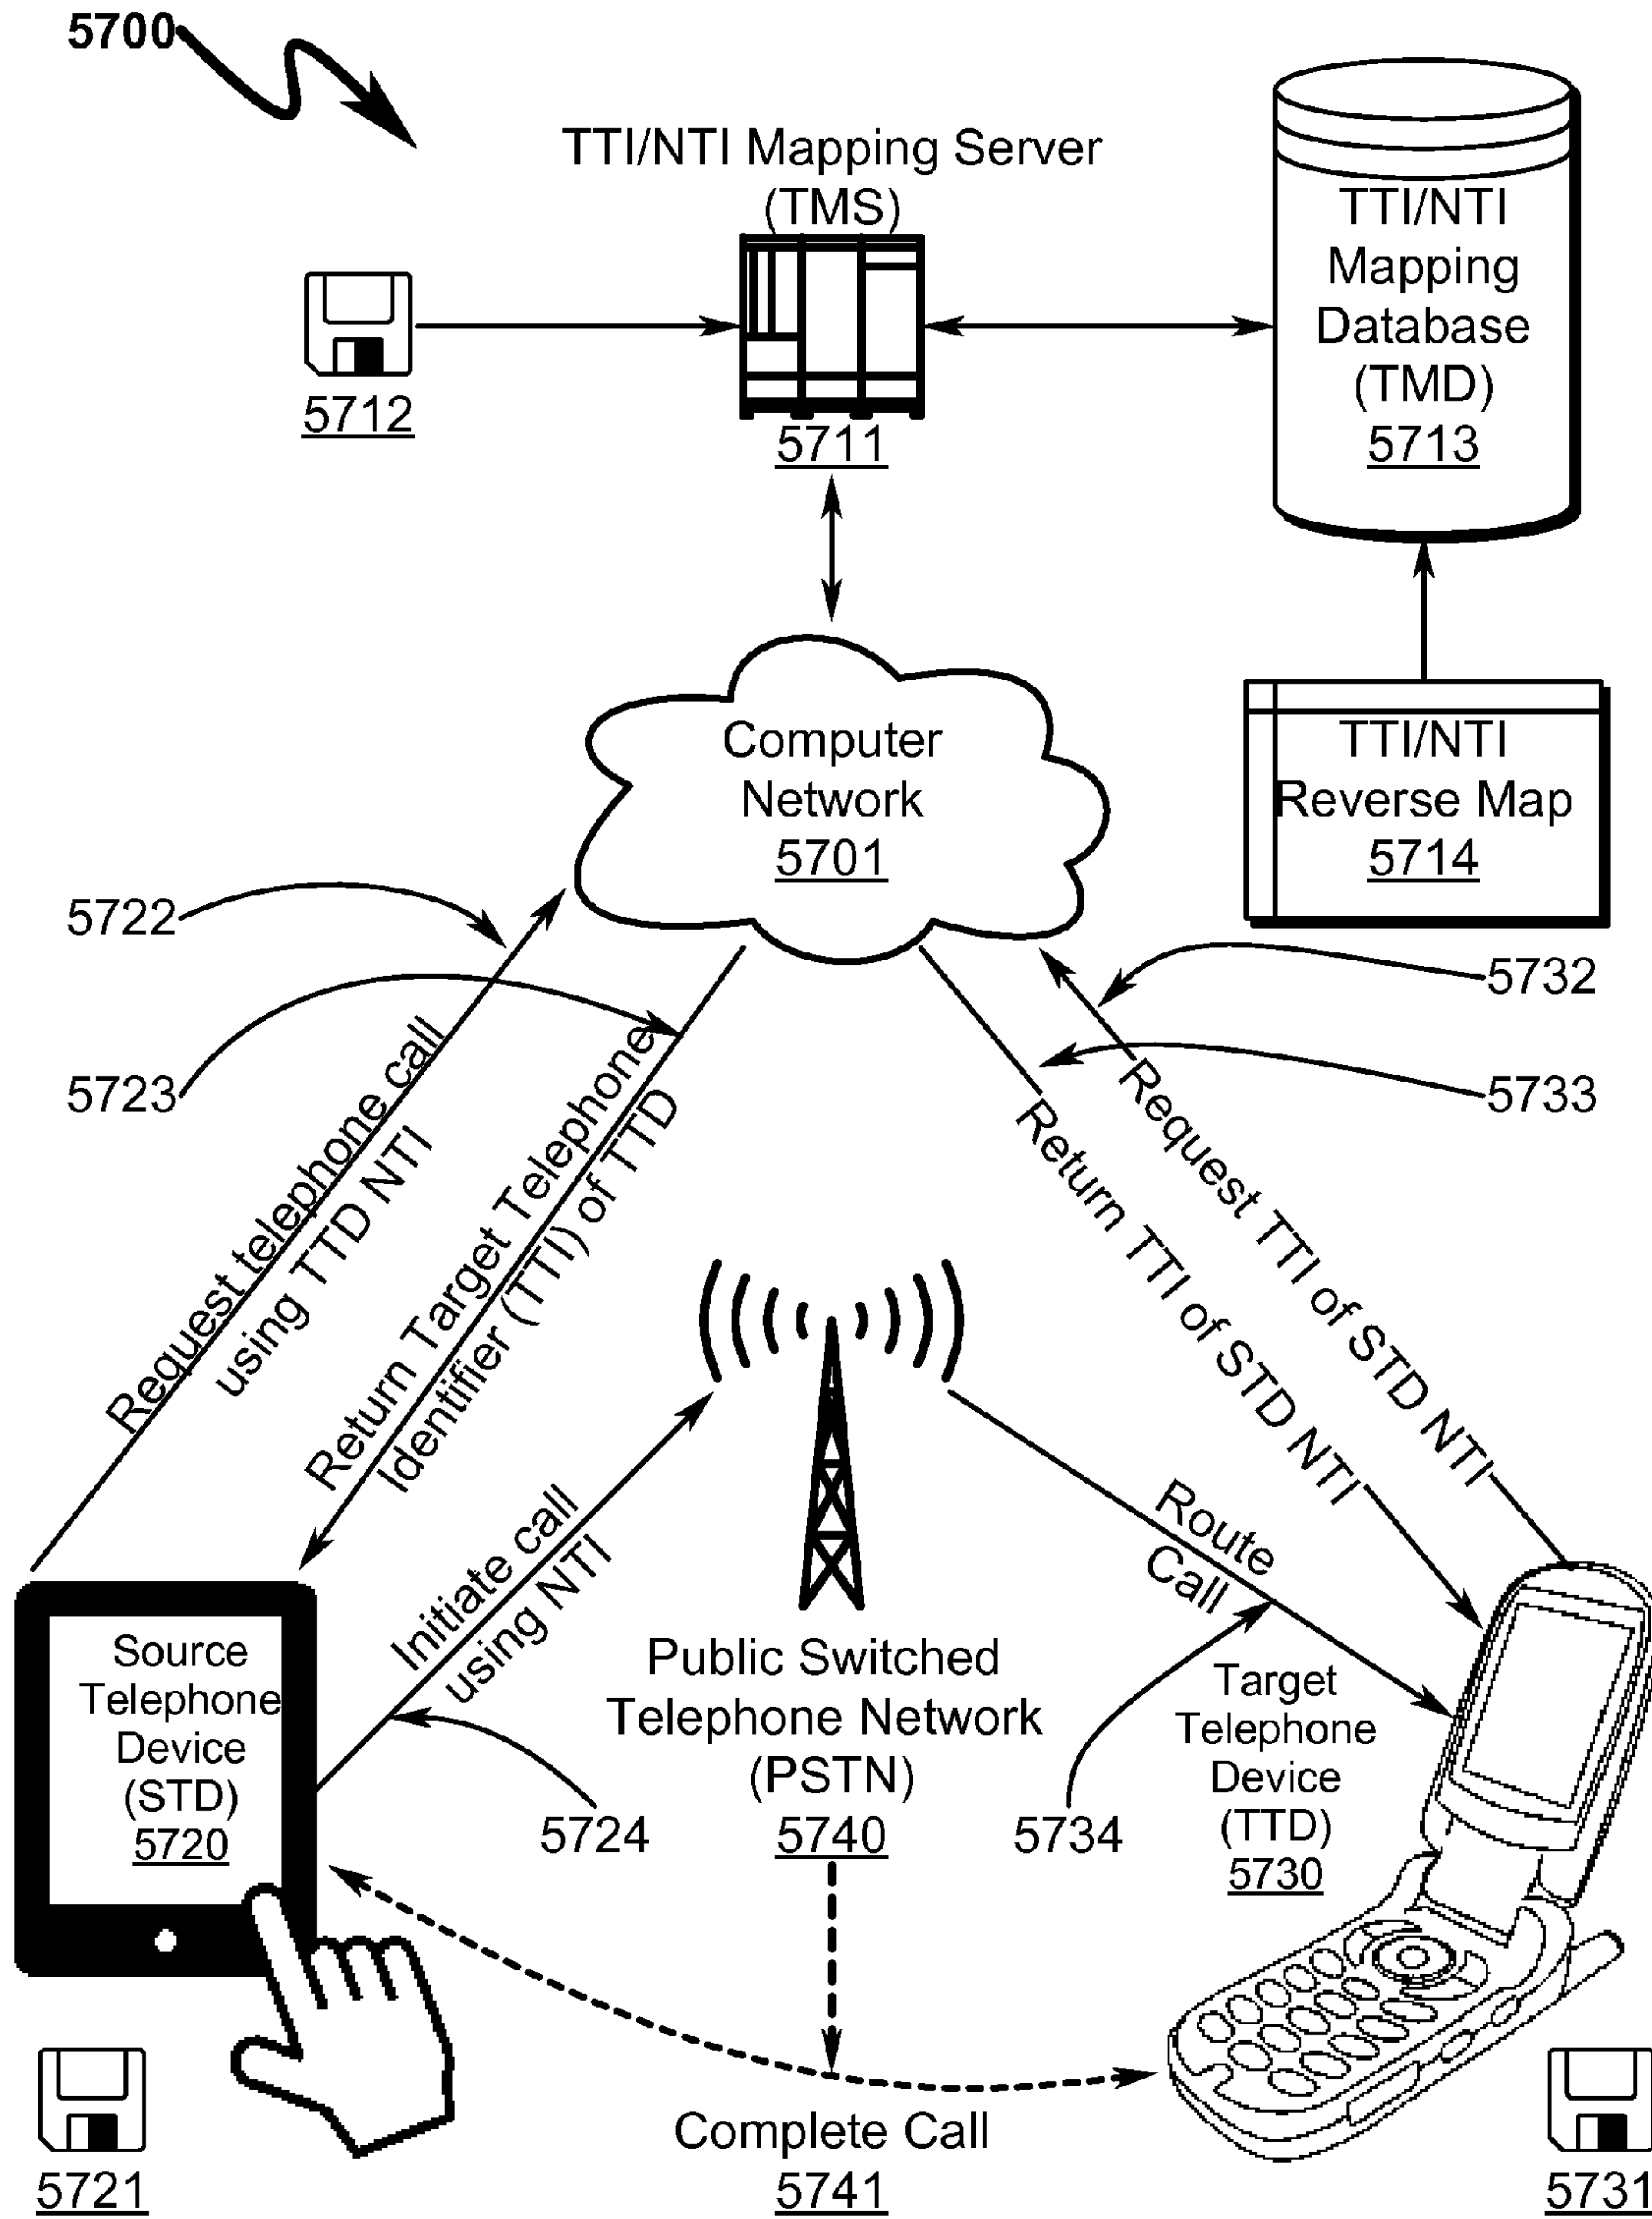 5700
TTI/NTI Mapping Server
(TMS)
5712
5711
TTI/NTI
Mapping
Database
(TMD)
5713
Computer
Network
5701
TTI/NTI
Reverse Map
5714
5722
5723
5732
5733
Request telephone call
using TTD NTI
Return Target Telephone
Identifier (TTI) of TTD
Return TTI of STD NTI
Request TTI of STD NTI
Initiate call
using NTI
Route
Call
Source
Telephone
Device
(STD)
5720
5724
Public Switched
Telephone Network
(PSTN)
5740
5734
Target
Telephone
Device
(TTD)
5730
Complete Call
5741
5721
5731